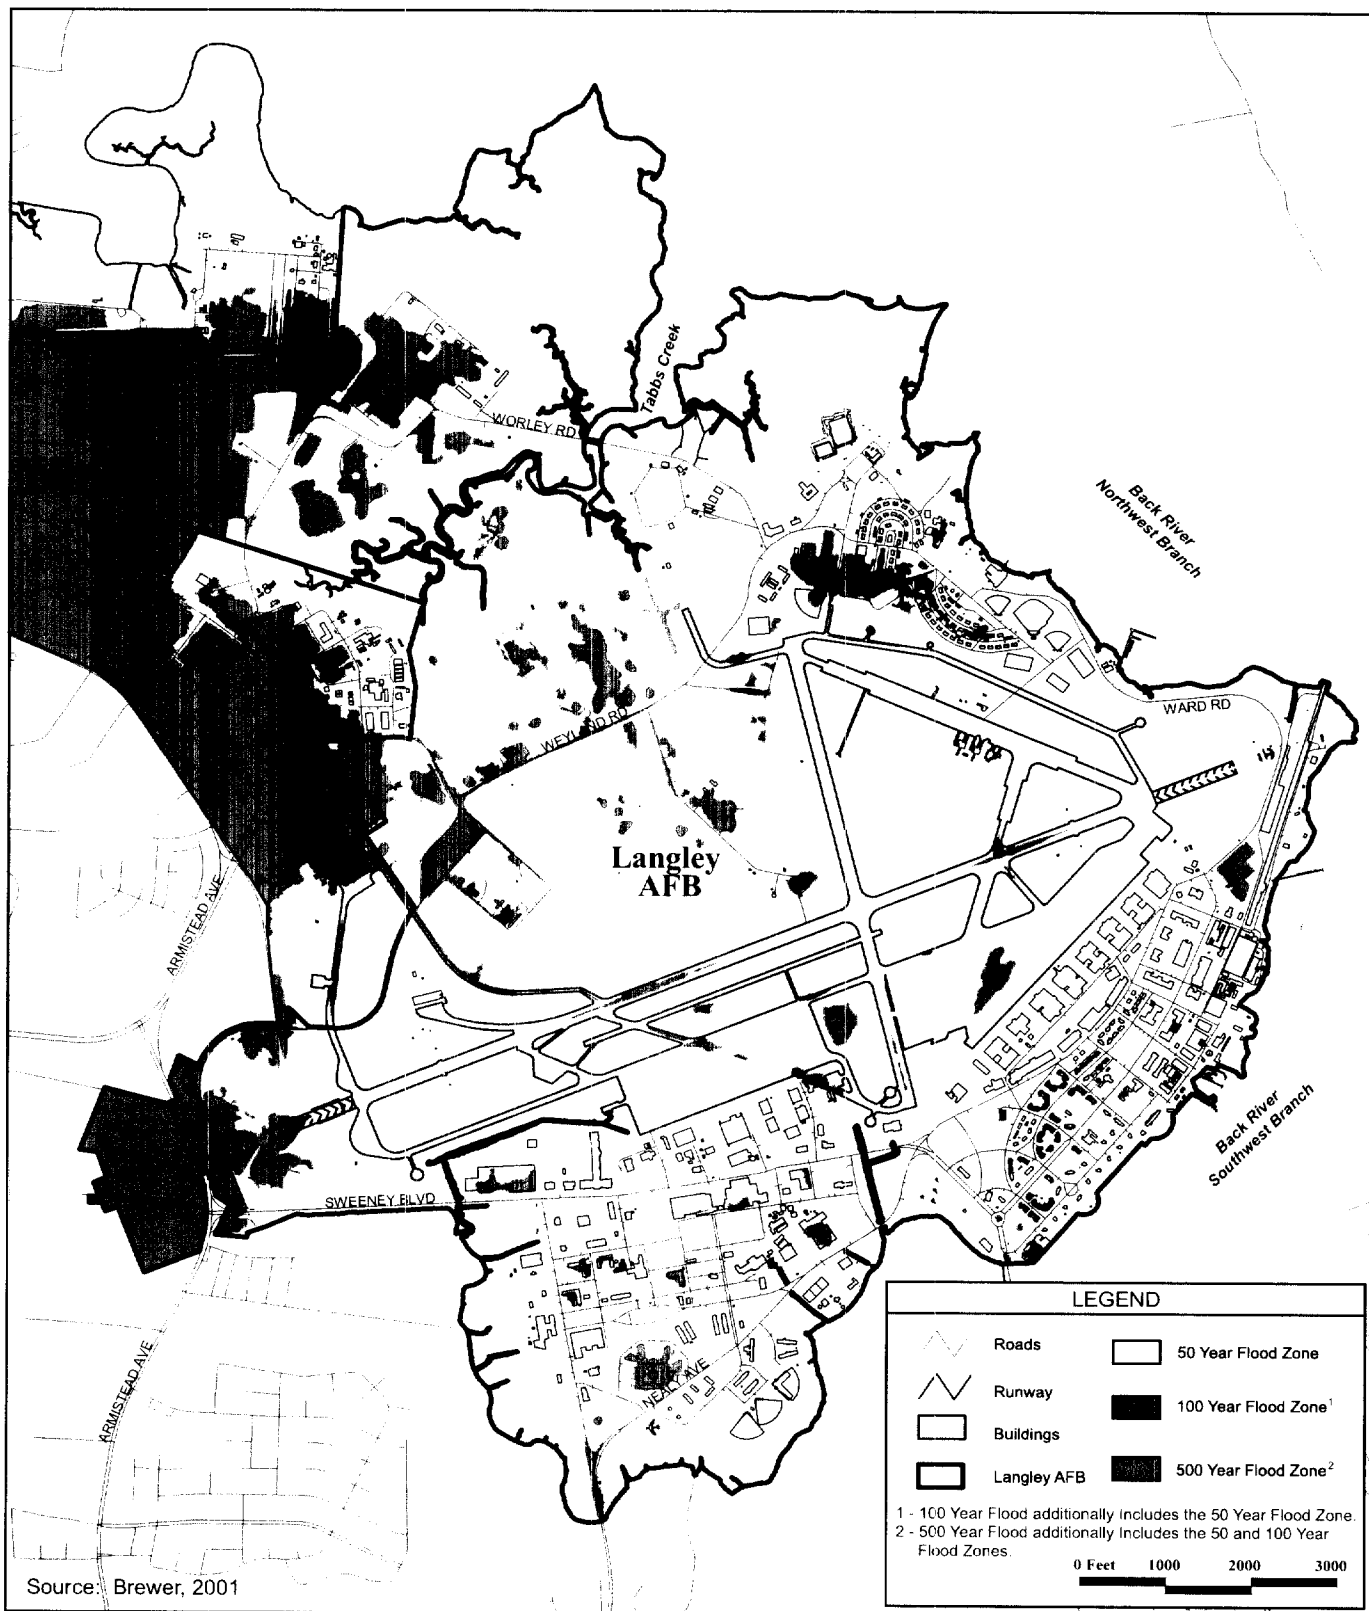 Tabbs Creek
WORLEY RD
Back River
Northwest Branch
WARD RD
WEYLAND RD
Langley
AFB
ARMISTEAD AVE
Back River
Southwest Branch
SWEENEY BLVD
NEALY AVE
ARMISTEAD AVE
LEGEND
Roads
50 Year Flood Zone
Runway
100 Year Flood Zone1
Buildings
Langley AFB
500 Year Flood Zone2
1 - 100 Year Flood additionally includes the 50 Year Flood Zone.
2 - 500 Year Flood additionally Includes the 50 and 100 Year
Flood Zones.
0 Feet 1000 2000 3000
Source: Brewer, 2001